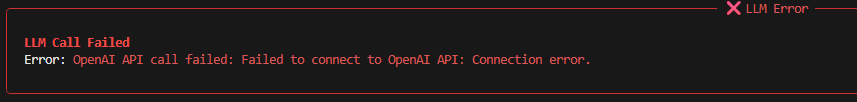 ❌ LLM Error
LLM Call Failed
Error: OpenAI API call failed: Failed to connect to OpenAI API: Connection error.